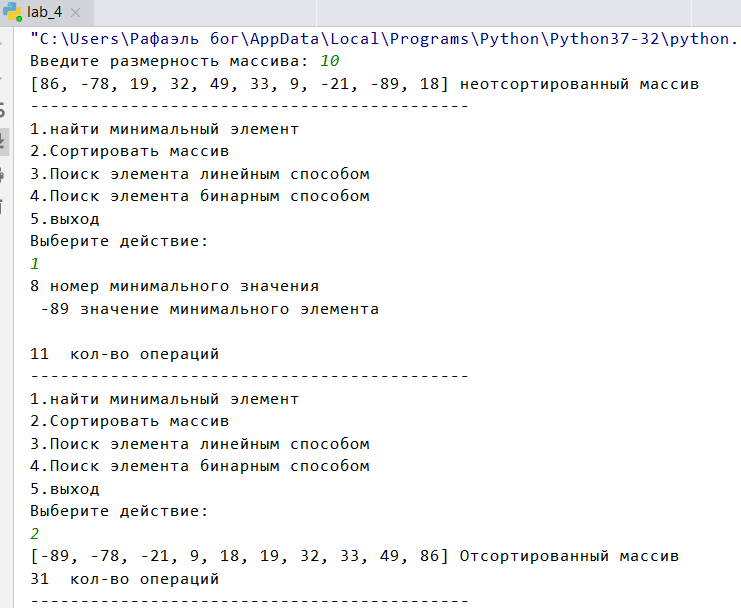 lab_4
"C:\Users\Рафаэль бог\AppData\Local\Programs\Python\Python37-32\python.
Введите размерность массива: 10
[86, -78, 19, 32, 49, 33, 9, -21, -89, 18] неотсортированный массив
--------------------------------------------
1.найти минимальный элемент
2.Сортировать массив
3.Поиск элемента линейным способом
4.Поиск элемента бинарным способом
5.выход
Выберите действие:
1
8 номер минимального значения
-89 значение минимального элемента
11  кол-во операций
--------------------------------------------
1.найти минимальный элемент
2.Сортировать массив
3.Поиск элемента линейным способом
4.Поиск элемента бинарным способом
5.выход
Выберите действие:
2
[-89, -78, -21, 9, 18, 19, 32, 33, 49, 86] Отсортированный массив
31  кол-во операций
--------------------------------------------